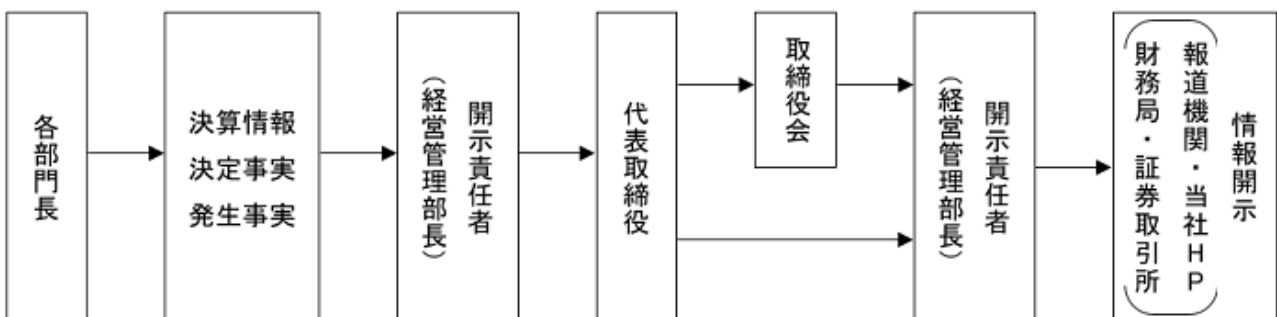 各部門長
決算情報
決定事実
発生事実
開示責任者
（経営管理部長）
代表取締役
取締役会
開示責任者
（経営管理部長）
情報開示
（報道機関・当社ＨＰ
財務局・証券取引所）